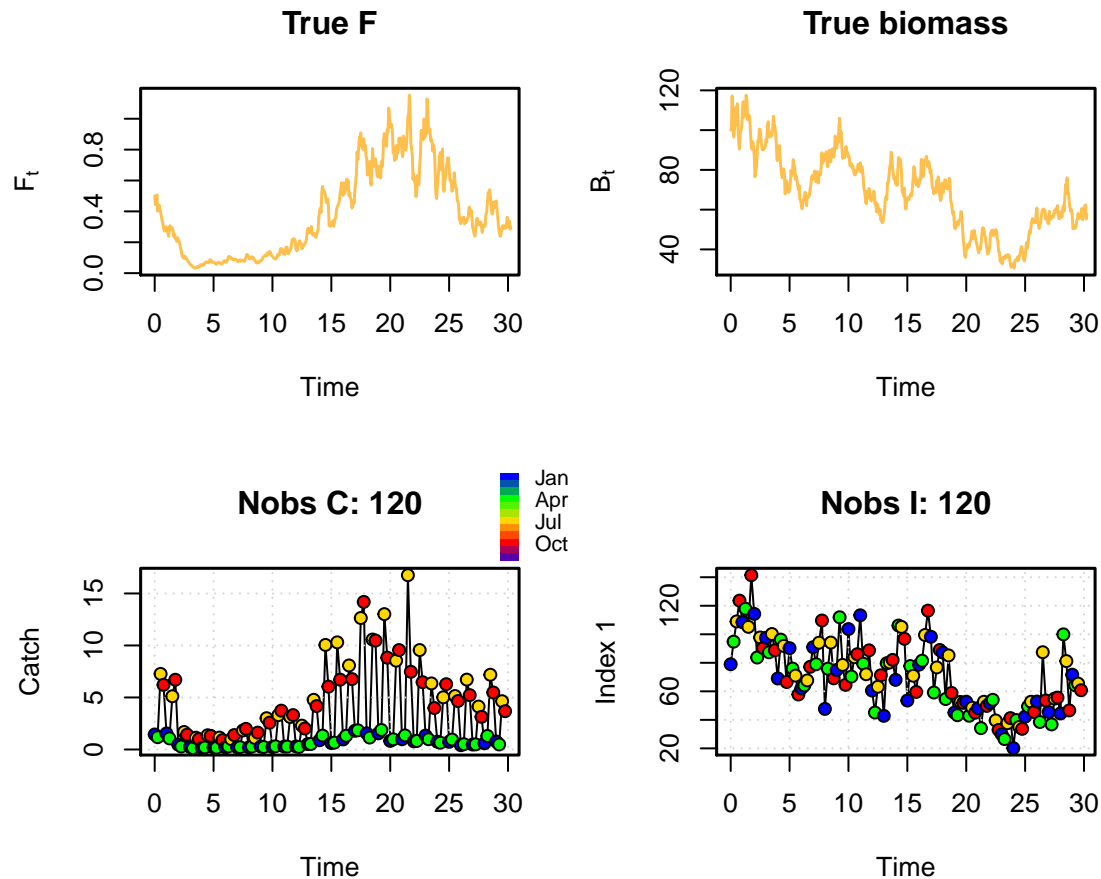 True F
True biomass
F_t
0.0 0.4 0.8
0 5 10 15 20 25 30
Time
B_t
40 80 120
0 5 10 15 20 25 30
Time
Nobs C: 120
Jan
Apr
Jul
Oct
Nobs I: 120
Catch
0 5 10 15
0 5 10 15 20 25 30
Time
Index 1
20 60 120
0 5 10 15 20 25 30
Time